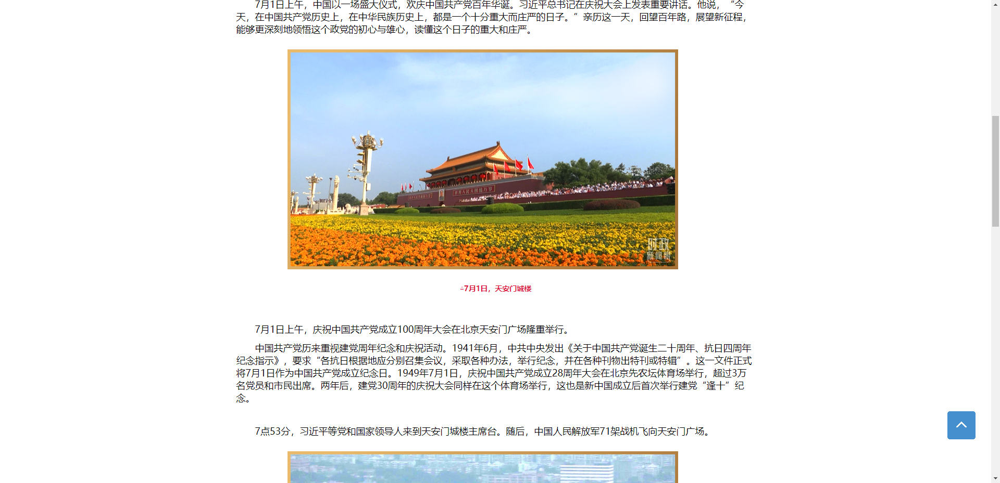 7月1日上午，中国以一场盛大仪式，欢庆中国共产党百年华诞。习近平总书记在庆祝大会上发表重要讲话。他说，“今
天，在中国共产党历史上，在中华民族历史上，都是一个十分重大而庄严的日子。”亲历这一天，回望百年路，展望新征程，
能够更深刻地领悟这个政党的初心与雄心，读懂这个日子的重大和庄严。
世界人民大团结万岁
时政
新闻眼
△7月1日，天安门城楼
7月1日上午，庆祝中国共产党成立100周年大会在北京天安门广场隆重举行。
中国共产党历来重视建党周年纪念和庆祝活动。1941年6月，中共中央发出《关于中国共产党诞生二十周年、抗日四周年
纪念指示》，要求“各抗日根据地应分别召集会议，采取各种办法，举行纪念，并在各种刊物出特刊或特辑”。这一文件正式
将7月1日作为中国共产党成立纪念日。1949年7月1日，庆祝中国共产党成立28周年大会在北京先农坛体育场举行，超过3万
名党员和市民出席。两年后，建党30周年的庆祝大会同样在这个体育场举行，这也是新中国成立后首次举行建党“逢十”纪
念。
7点53分，习近平等党和国家领导人来到天安门城楼主席台。随后，中国人民解放军71架战机飞向天安门广场。